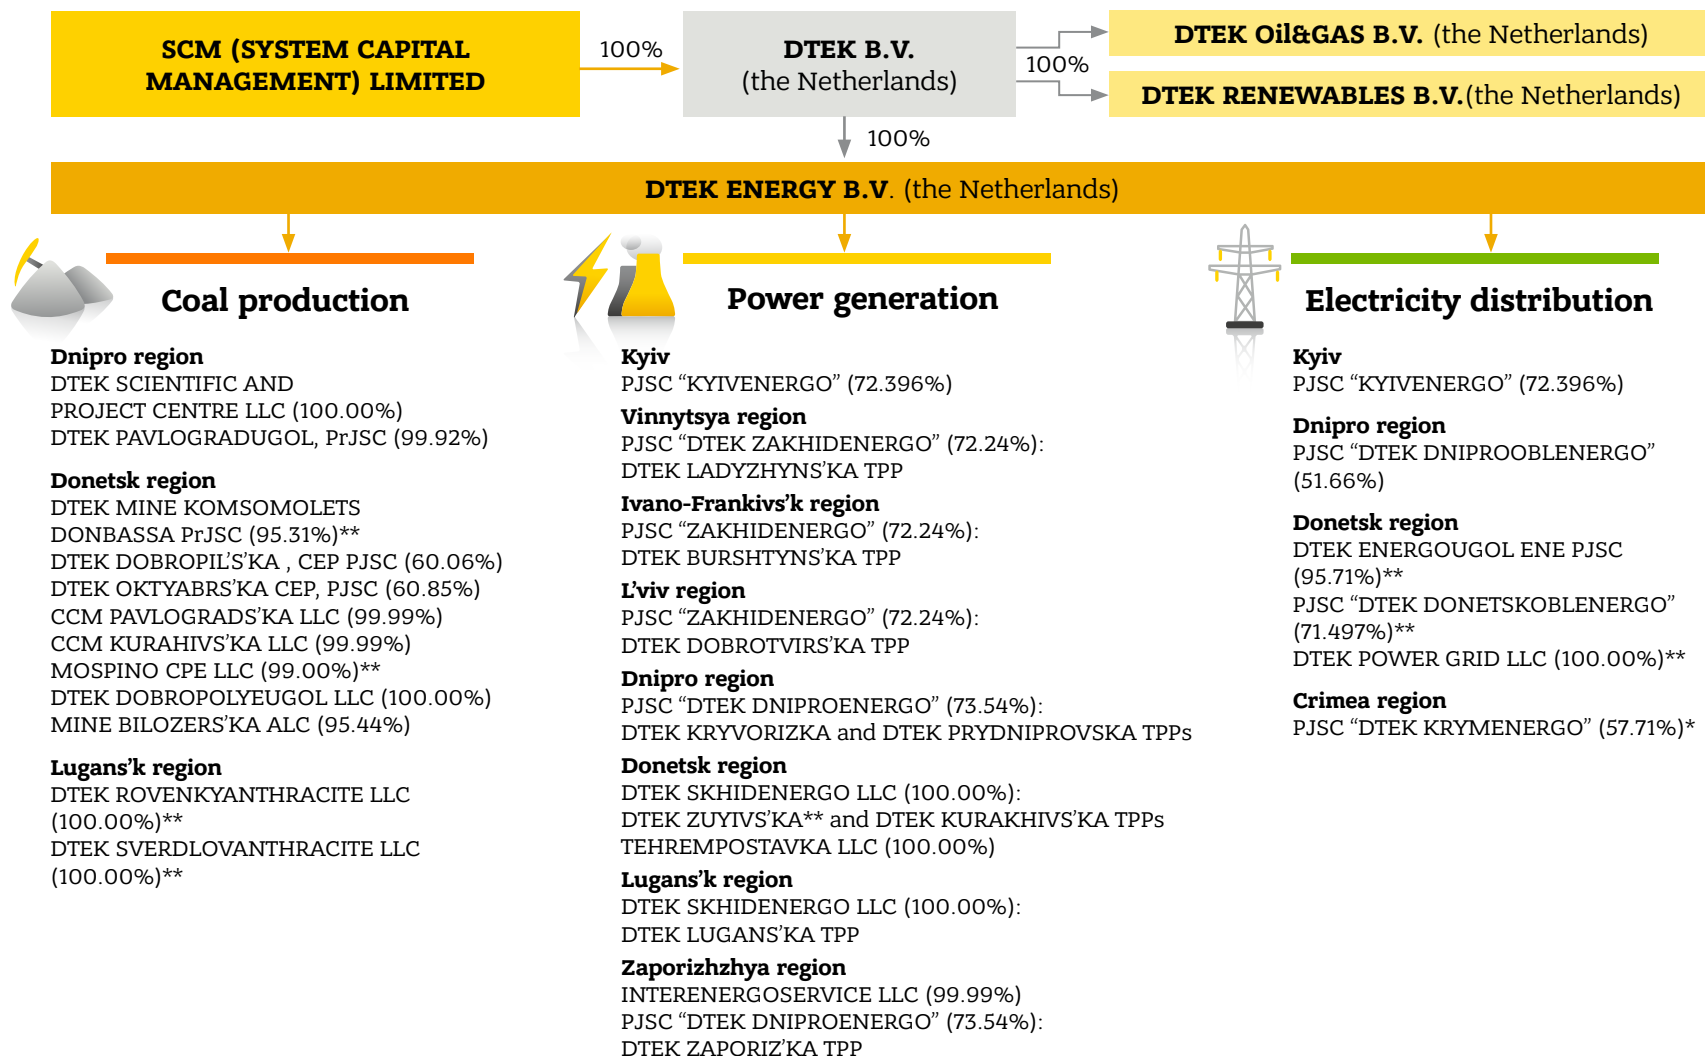 SCM (SYSTEM CAPITAL
MANAGEMENT) LIMITED
100%
DTEK B.V.
(the Netherlands)
100%
DTEK Oil&GAS B.V. (the Netherlands)
DTEK RENEWABLES B.V.(the Netherlands)
100%
DTEK ENERGY B.V. (the Netherlands)
Coal production
Dnipro region
DTEK SCIENTIFIC AND
PROJECT CENTRE LLC (100.00%)
DTEK PAVLOGRADUGOL, PrJSC (99.92%)
Donetsk region
DTEK MINE KOMSOMOLETS
DONBASSA PrJSC (95.31%)**
DTEK DOBROPIL'S'KA , CEP PJSC (60.06%)
DTEK OKTYABRS'KA CEP, PJSC (60.85%)
CCM PAVLOGRADS'KA LLC (99.99%)
CCM KURAHIVS'KA LLC (99.99%)
MOSPINO CPE LLC (99.00%)**
DTEK DOBROPOLYEUGOL LLC (100.00%)
MINE BILOZERS'KA ALC (95.44%)
Lugans'k region
DTEK ROVENKYANTHRACITE LLC
(100.00%)**
DTEK SVERDLOVANTHRACITE LLC
(100.00%)**
Power generation
Kyiv
PJSC “KYIVENERGO” (72.396%)
Vinnytsya region
PJSC “DTEK ZAKHIDENERGO” (72.24%):
DTEK LADYZHYNS'KA TPP
Ivano-Frankivs'k region
PJSC “ZAKHIDENERGO” (72.24%):
DTEK BURSHTYNS'KA TPP
L'viv region
PJSC “ZAKHIDENERGO” (72.24%):
DTEK DOBROTVIRS'KA TPP
Dnipro region
PJSC “DTEK DNIPROENERGO” (73.54%):
DTEK KRYVORIZKA and DTEK PRYDNIPROVSKA TPPs
Donetsk region
DTEK SKHIDENERGO LLC (100.00%):
DTEK ZUYIVS'KA** and DTEK KURAKHIVS'KA TPPs
TEHREMPOSTAVKA LLC (100.00%)
Lugans'k region
DTEK SKHIDENERGO LLC (100.00%):
DTEK LUGANS'KA TPP
Zaporizhzhya region
INTERENERGOSERVICE LLC (99.99%)
PJSC “DTEK DNIPROENERGO” (73.54%):
DTEK ZAPORIZ'KA TPP
Electricity distribution
Kyiv
PJSC “KYIVENERGO” (72.396%)
Dnipro region
PJSC “DTEK DNIPROOBLENERGO”
(51.66%)
Donetsk region
DTEK ENERGOUGOL ENE PJSC
(95.71%)**
PJSC “DTEK DONETSKOBLENERGO”
(71.497%)**
DTEK POWER GRID LLC (100.00%)**
Crimea region
PJSC “DTEK KRYMENERGO” (57.71%)*